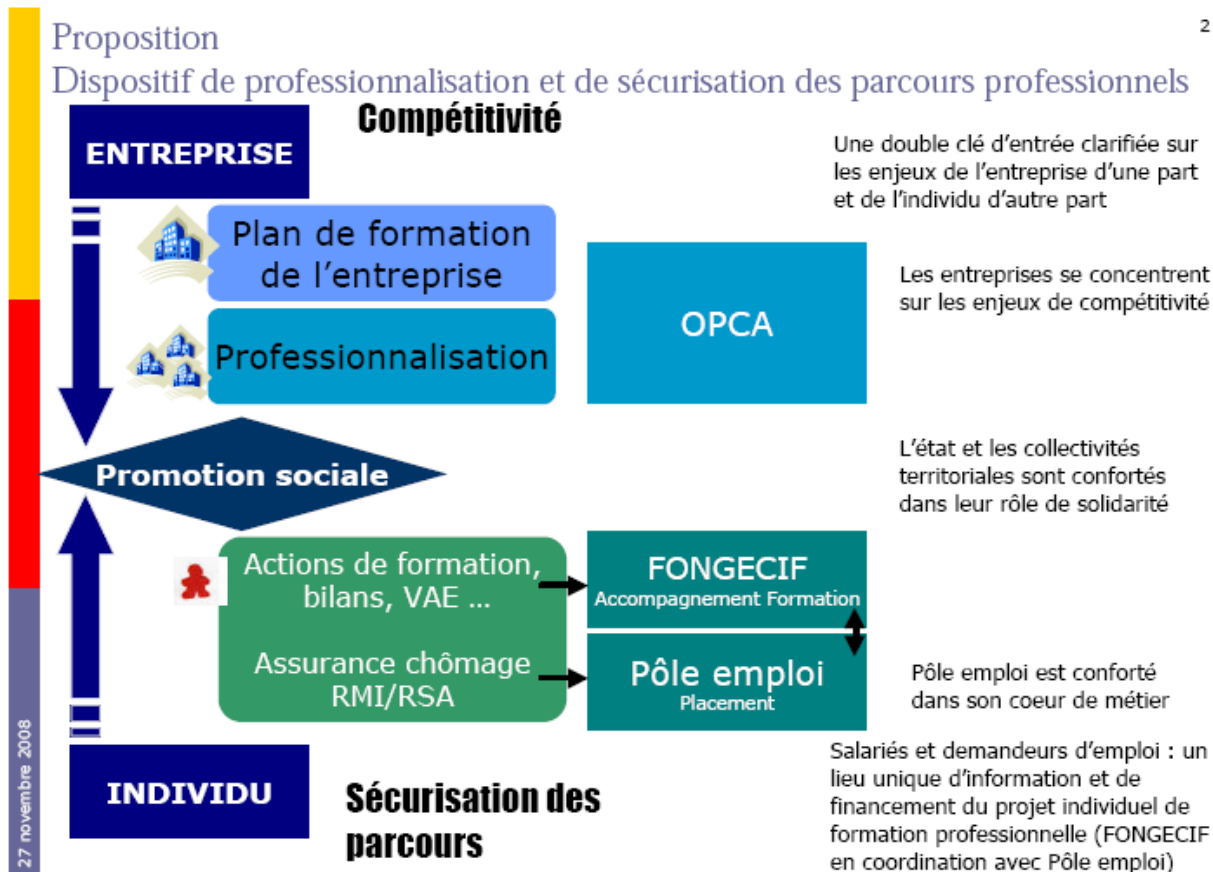 2
Proposition
Dispositif de professionnalisation et de sécurisation des parcours professionnels
Compétitivité
ENTREPRISE
Une double clé d'entrée clarifiée sur
les enjeux de l'entreprise d'une part
et de l'individu d'autre part
Plan de formation
de l'entreprise
OPCA
Les entreprises se concentrent
sur les enjeux de compétitivité
Professionnalisation
Promotion sociale
L'état et les collectivités
territoriales sont confortés
dans leur rôle de solidarité
Actions de formation,
bilans, VAE ...
FONGECIF
Accompagnement Formation
Assurance chômage
RMI/RSA
Pôle emploi
Placement
Pôle emploi est conforté
dans son coeur de métier
INDIVIDU
Sécurisation des
parcours
Salariés et demandeurs d'emploi : un
lieu unique d'information et de
financement du projet individuel de
formation professionnelle (FONGECIF
en coordination avec Pôle emploi)
27 novembre 2008